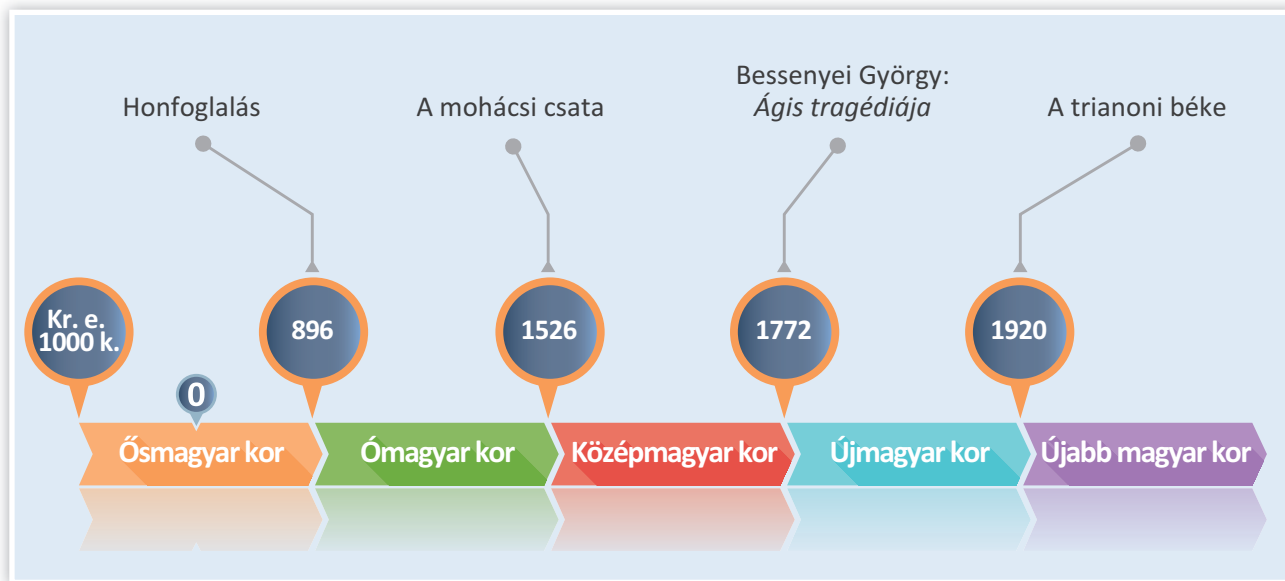 Bessenyei György:
Honfoglalás
A mohácsi csata
Ágis tragédiája
A trianoni béke
Kr. e.
1000 k.
896
1526
1772
1920
0
Ősmagyar kor
Ómagyar kor
Középmagyar kor
Újmagyar kor
Újabb magyar kor